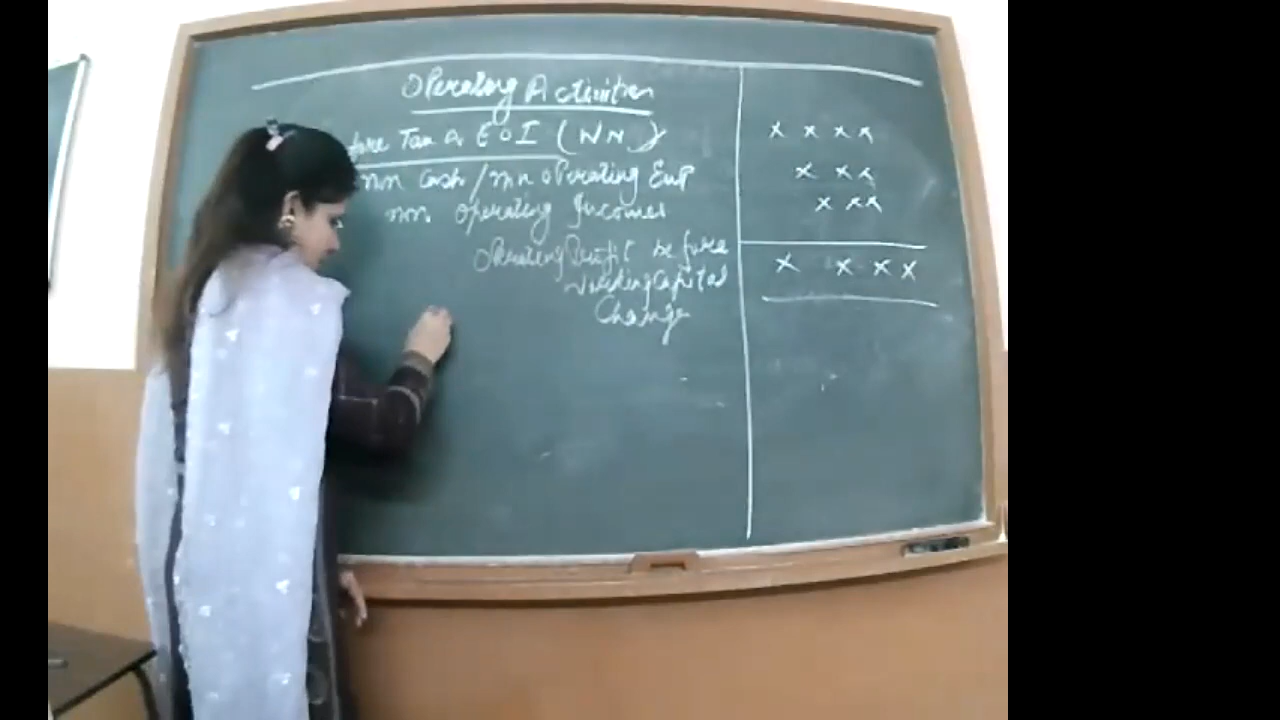 Operating Activities
fore Tax & EOI (WN) x x x x
nn Cash / nn operating Exp x x x
nn. operating Incomes x x x
Operating Profit before x x x x
Working Capital
Change